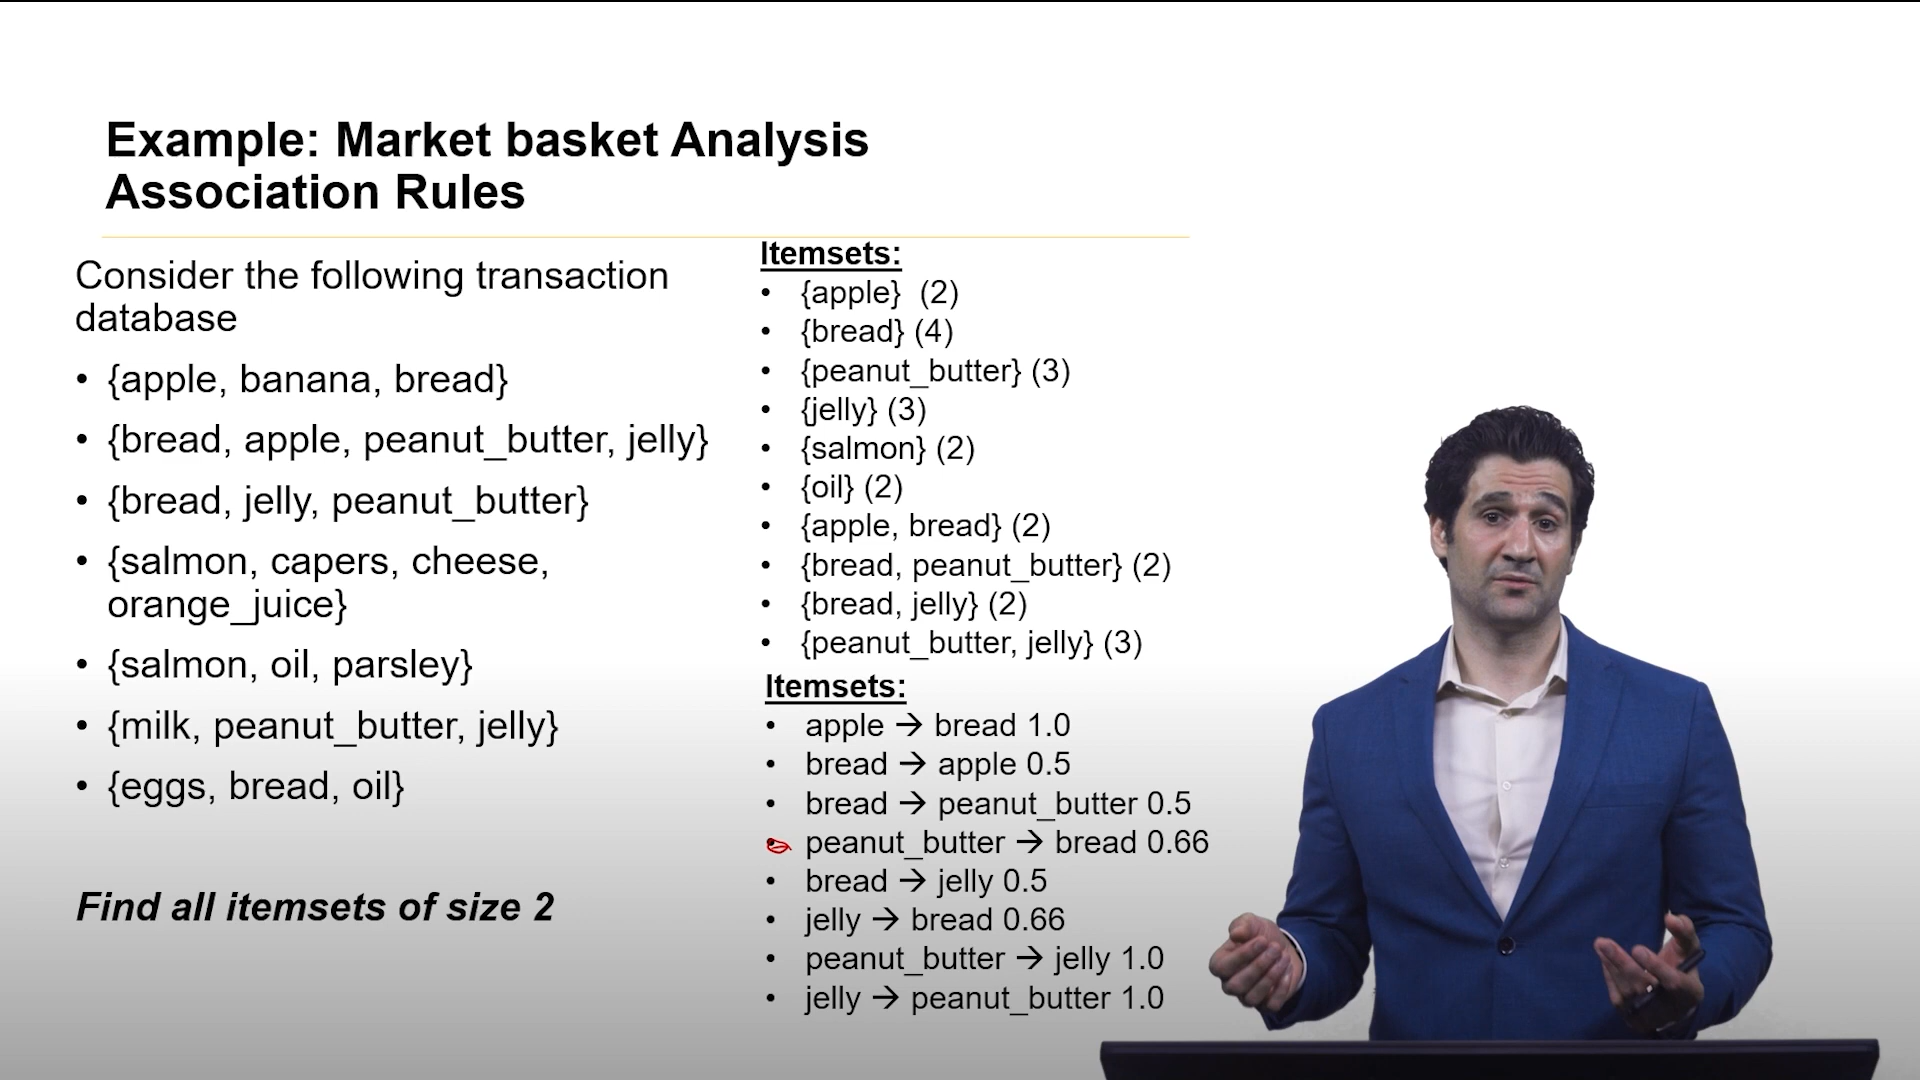 Example: Market basket Analysis
Association Rules
Consider the following transaction
database
• {apple, banana, bread}
• {bread, apple, peanut_butter, jelly}
• {bread, jelly, peanut_butter}
• {salmon, capers, cheese,
orange_juice}
• {salmon, oil, parsley}
• {milk, peanut_butter, jelly}
• {eggs, bread, oil}
Find all itemsets of size 2
Itemsets:
• {apple} (2)
• {bread} (4)
• {peanut_butter} (3)
• {jelly} (3)
• {salmon} (2)
• {oil} (2)
• {apple, bread} (2)
• {bread, peanut_butter} (2)
• {bread, jelly} (2)
• {peanut_butter, jelly} (3)
Itemsets:
• apple → bread 1.0
• bread → apple 0.5
• bread → peanut_butter 0.5
• peanut_butter → bread 0.66
• bread → jelly 0.5
• jelly → bread 0.66
• peanut_butter → jelly 1.0
• jelly → peanut_butter 1.0